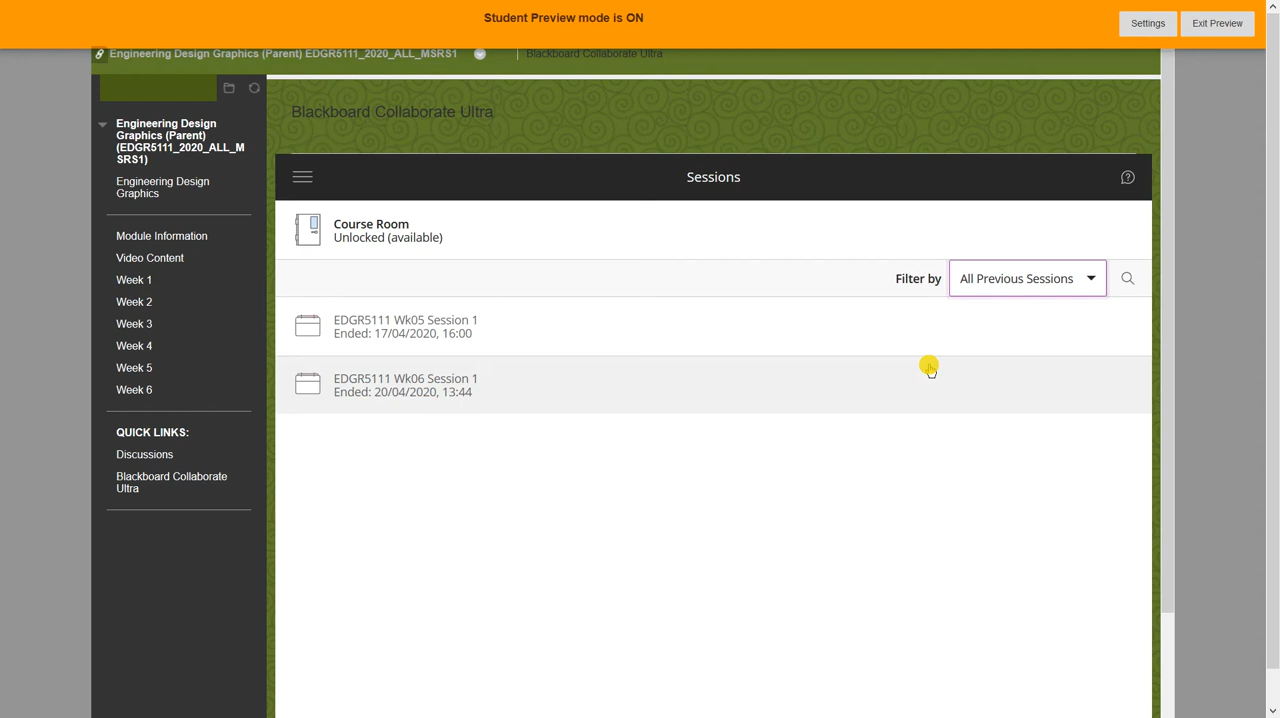 Student Preview mode is ON
Settings
Exit Preview
Engineering Design Graphics (Parent) EDGR5111_2020_ALL_MSRS1
Blackboard Collaborate Ultra
Engineering Design
Graphics (Parent)
(EDGR5111_2020_ALL_M
SRS1)
Engineering Design
Graphics
Module Information
Video Content
Week 1
Week 2
Week 3
Week 4
Week 5
Week 6
QUICK LINKS:
Discussions
Blackboard Collaborate
Ultra
Blackboard Collaborate Ultra
Sessions
Course Room
Unlocked (available)
Filter by All Previous Sessions
EDGR5111 Wk05 Session 1
Ended: 17/04/2020, 16:00
EDGR5111 Wk06 Session 1
Ended: 20/04/2020, 13:44